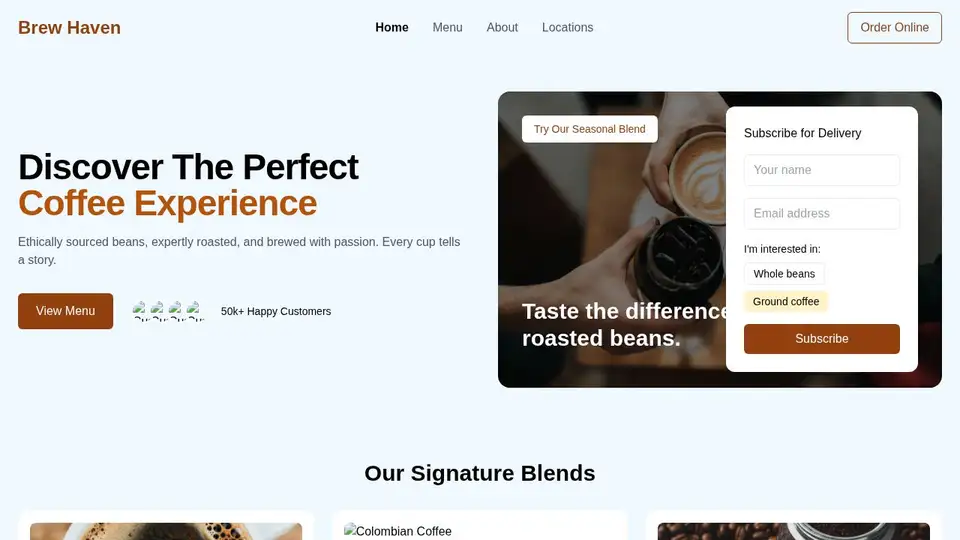 Brew Haven
Home
Menu
About
Locations
Order Online
Discover The Perfect
Coffee Experience
Ethically sourced beans, expertly roasted, and brewed with passion. Every cup tells
a story.
View Menu
50k+ Happy Customers
Try Our Seasonal Blend
Taste the difference
roasted beans.
Subscribe for Delivery
Your name
Email address
I'm interested in:
Whole beans
Ground coffee
Subscribe
Our Signature Blends
Colombian Coffee